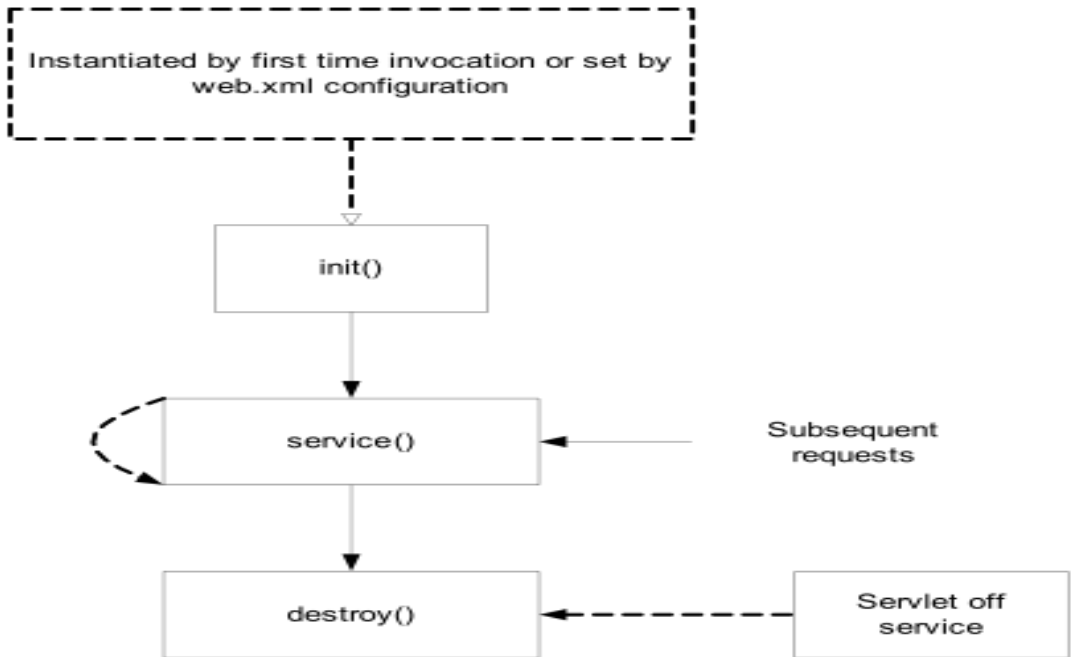 Instantiated by first time invocation or set by
web.xml configuration
init()
service()
Subsequent
requests
destroy()
Servlet off
service